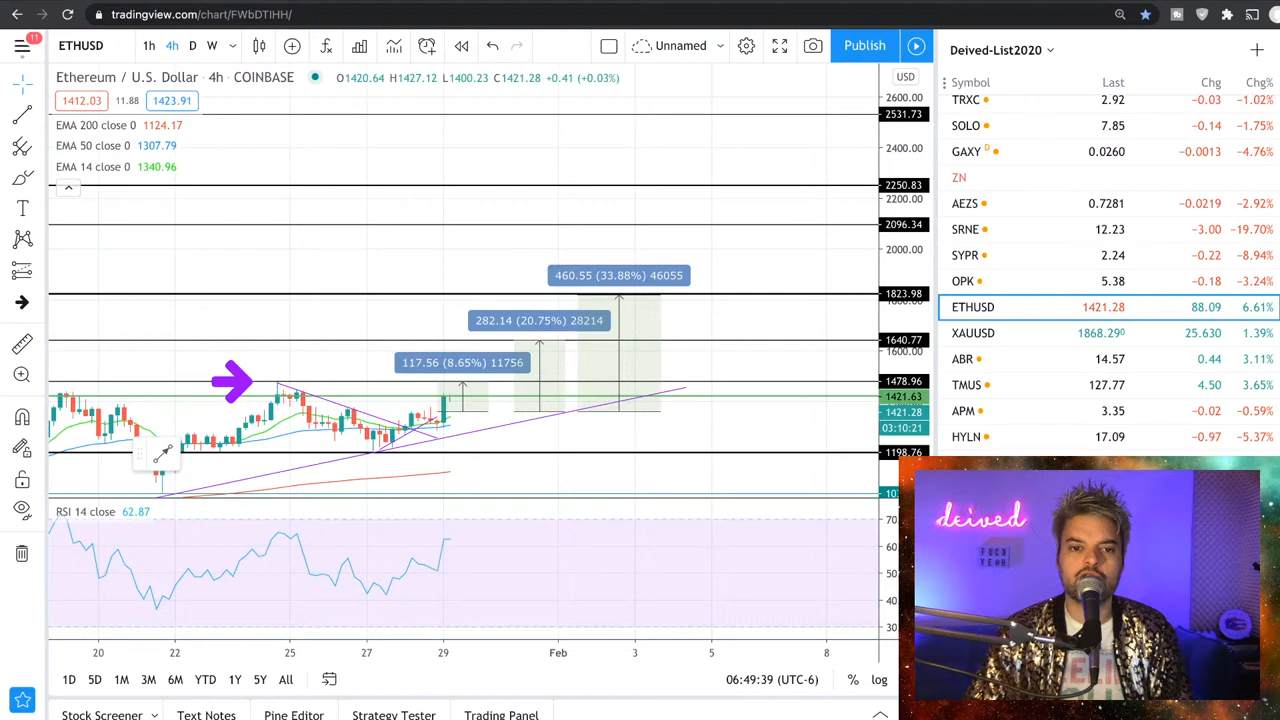 tradingview.com/chart/FWbDTIHH/
11
ETHUSD
1h 4h D W
Unnamed
Publish
Deived-List2020
Ethereum / U.S. Dollar 4h COINBASE
O1420.64 H1427.12 L1400.23 C1421.28 +0.41 (+0.03%)
USD
Symbol Last Chg Chg%
1412.03 11.88 1423.91
EMA 200 close 0 1124.17
EMA 50 close 0 1307.79
EMA 14 close 0 1340.96
2600.00
2531.73
2400.00
2250.83
2200.00
2096.34
2000.00
1823.98
1640.77
1600.00
1478.96
1421.63
1421.28
03:10:21
1198.76
460.55 (33.88%) 46055
282.14 (20.75%) 28214
117.56 (8.65%) 11756
TRXC 2.92 −0.03 −1.02%
SOLO 7.85 −0.14 −1.75%
GAXY D 0.0260 −0.0013 −4.76%
ZN
AEZS 0.7281 −0.0219 −2.92%
SRNE 12.23 −3.00 −19.70%
SYPR 2.24 −0.22 −8.94%
OPK 5.38 −0.18 −3.24%
ETHUSD 1421.28 88.09 6.61%
XAUUSD 1868.290 25.630 1.39%
ABR 14.57 0.44 3.11%
TMUS 127.77 4.50 3.65%
APM 3.35 −0.02 −0.59%
HYLN 17.09 −0.97 −5.37%
RSI 14 close 62.87
70
60
50
40
30
20 22 25 27 29 Feb 3 5 8
1D 5D 1M 3M 6M YTD 1Y 5Y All
06:49:39 (UTC-6)
% log
Stock Screener Text Notes Pine Editor Strategy Tester Trading Panel
deived
FUCK
YEAH